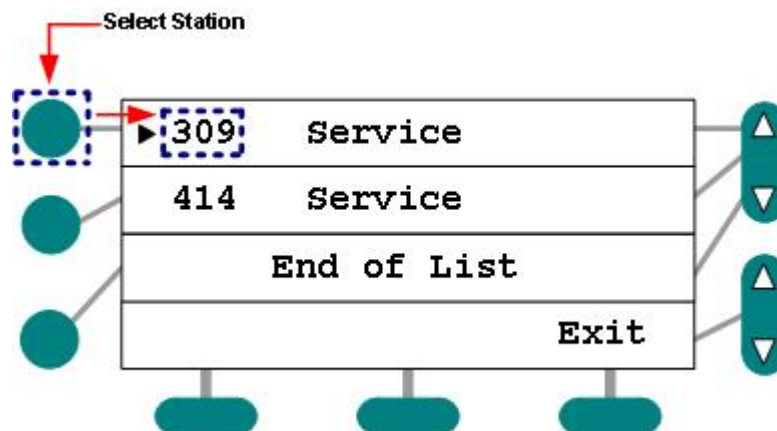 Select Station
309 Service
414 Service
End of List
Exit